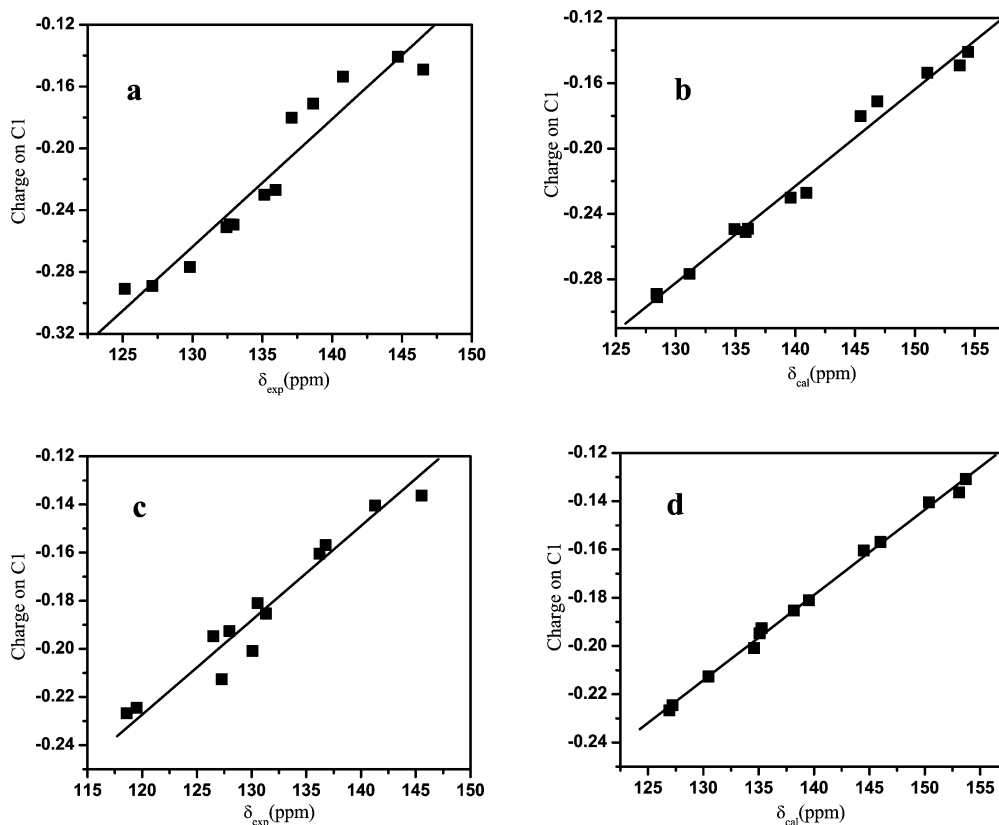 -0.12
-0.16
-0.20
-0.24
-0.28
-0.32
Charge on C1
a
125 130 135 140 145 150
δexp(ppm)
-0.12
-0.16
-0.20
-0.24
-0.28
Charge on C1
b
125 130 135 140 145 150 155
δcal(ppm)
-0.12
-0.14
-0.16
-0.18
-0.20
-0.22
-0.24
Charge on C1
c
115 120 125 130 135 140 145 150
δexp(ppm)
-0.12
-0.14
-0.16
-0.18
-0.20
-0.22
-0.24
Charge on C1
d
125 130 135 140 145 150 155
δcal(ppm)